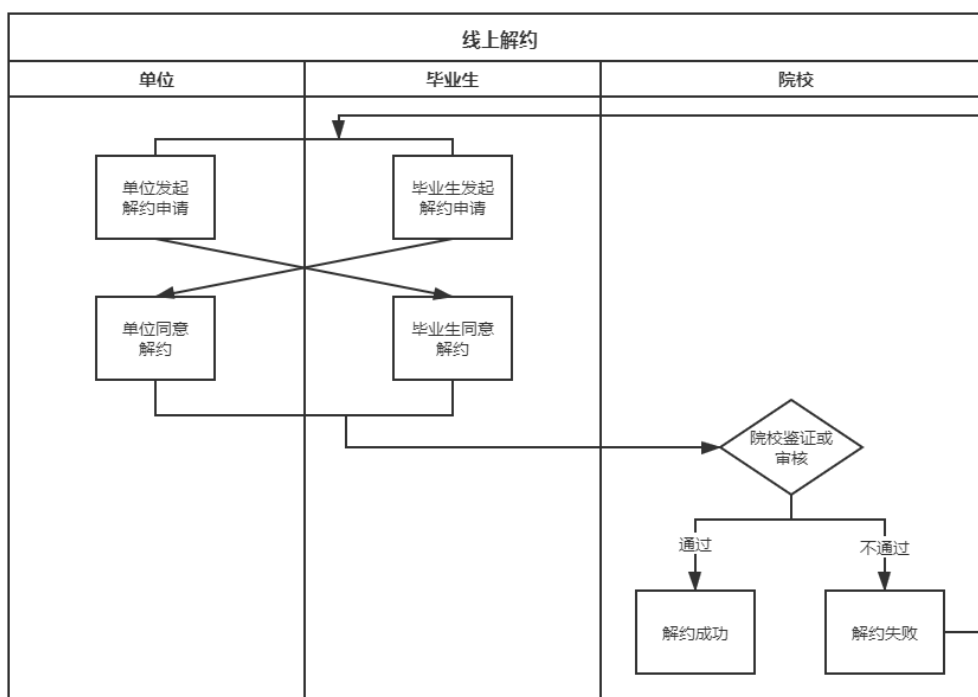 线上解约
单位
毕业生
院校
单位发起
解约申请
毕业生发起
解约申请
单位同意
解约
毕业生同意
解约
院校鉴证或
审核
通过
不通过
解约成功
解约失败